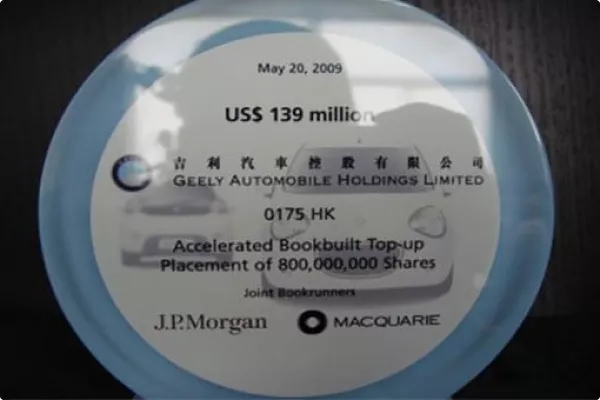 May 20, 2009
US$ 139 million
吉利汽車控股有限公司
GEELY AUTOMOBILE HOLDINGS LIMITED
0175 HK
Accelerated Bookbuilt Top-up
Placement of 800,000,000 Shares
Joint Bookrunners
J.P.Morgan MACQUARIE